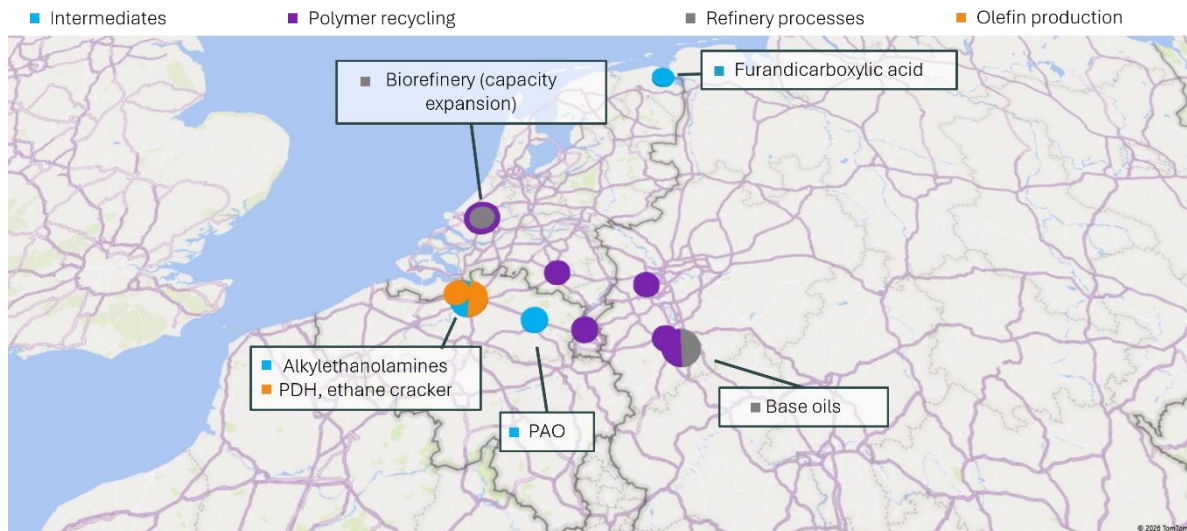 Intermediates
Polymer recycling
Refinery processes
Olefin production
Biorefinery (capacity
expansion)
Furandicarboxylic acid
Alkylethanolamines
PDH, ethane cracker
PAO
Base oils
© 2026 TomTom